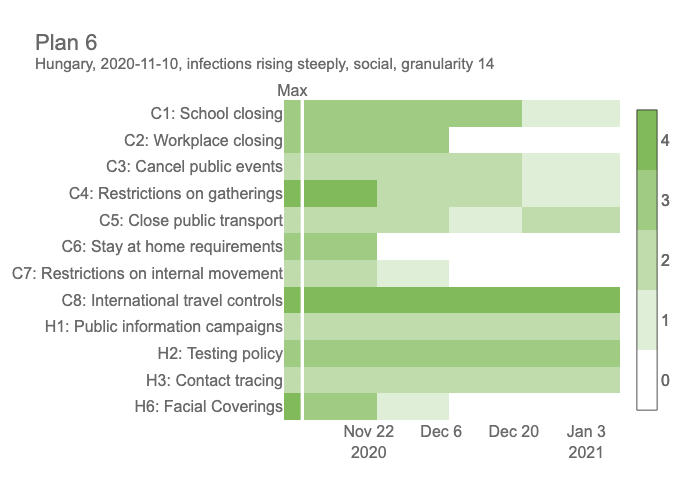 Plan 6
Hungary, 2020-11-10, infections rising steeply, social, granularity 14
Max
C1: School closing
C2: Workplace closing
C3: Cancel public events
C4: Restrictions on gatherings
C5: Close public transport
C6: Stay at home requirements
C7: Restrictions on internal movement
C8: International travel controls
H1: Public information campaigns
H2: Testing policy
H3: Contact tracing
H6: Facial Coverings
Nov 22 Dec 6 Dec 20 Jan 3
2020 2021
4
3
2
1
0